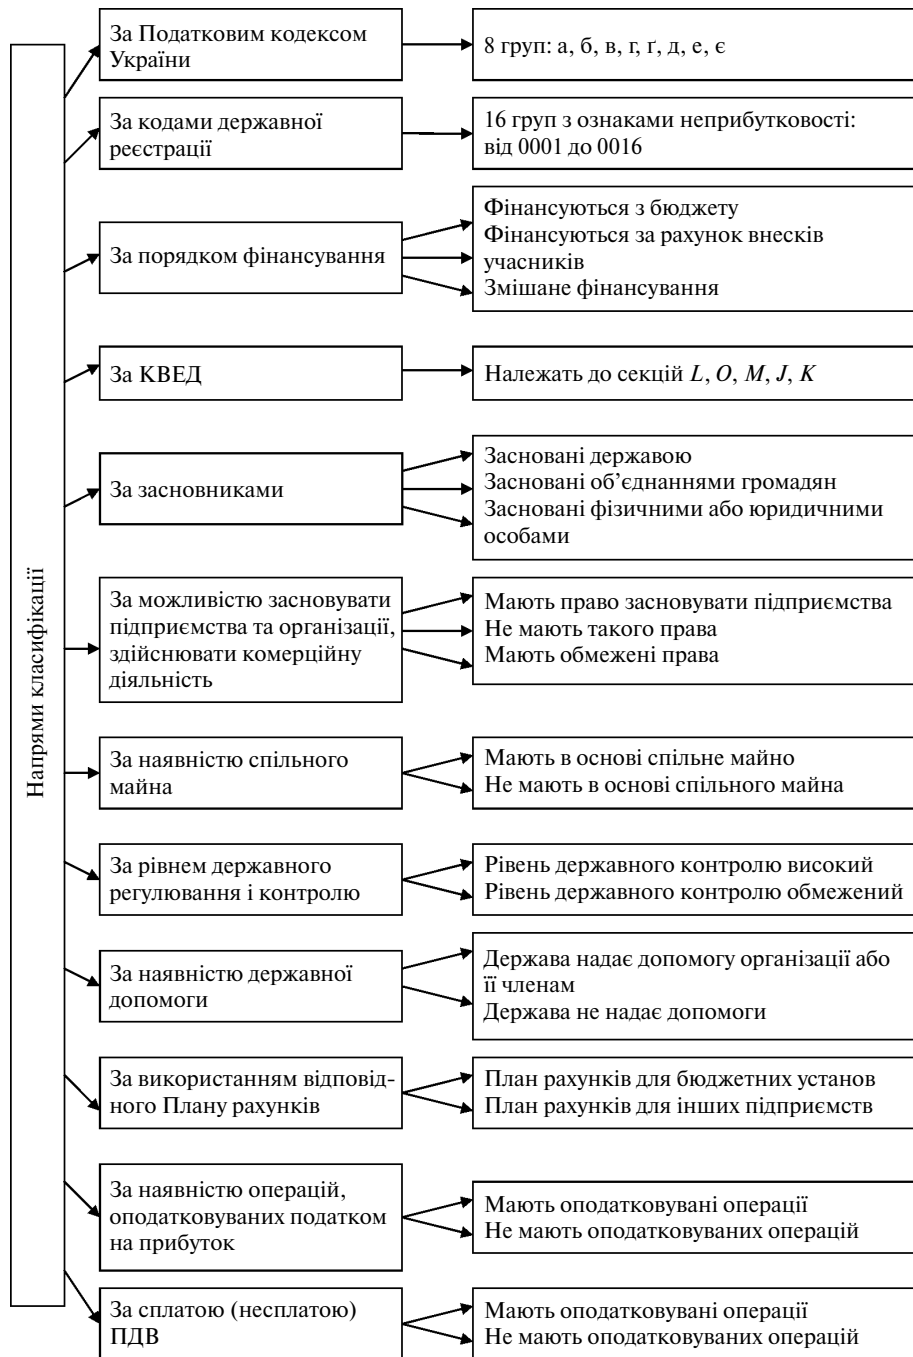 Напрями класифікації
За Податковим кодексом
України
8 груп: а, б, в, г, ґ, д, е, є
За кодами державної
реєстрації
16 груп з ознаками неприбутковості:
від 0001 до 0016
За порядком фінансування
Фінансуються з бюджету
Фінансуються за рахунок внесків
учасників
Змішане фінансування
За КВЕД
Належать до секцій L, O, M, J, K
За засновниками
Засновані державою
Засновані об’єднаннями громадян
Засновані фізичними або юридичними
особами
За можливістю засновувати
підприємства та організації,
здійснювати комерційну
діяльність
Мають право засновувати підприємства
Не мають такого права
Мають обмежені права
За наявністю спільного
майна
Мають в основі спільне майно
Не мають в основі спільного майна
За рівнем державного
регулювання і контролю
Рівень державного контролю високий
Рівень державного контролю обмежений
За наявністю державної
допомоги
Держава надає допомогу організації або
її членам
Держава не надає допомоги
За використанням відповід-
ного Плану рахунків
План рахунків для бюджетних установ
План рахунків для інших підприємств
За наявністю операцій,
оподатковуваних податком
на прибуток
Мають оподатковувані операції
Не мають оподатковуваних операцій
За сплатою (несплатою)
ПДВ
Мають оподатковувані операції
Не мають оподатковуваних операцій